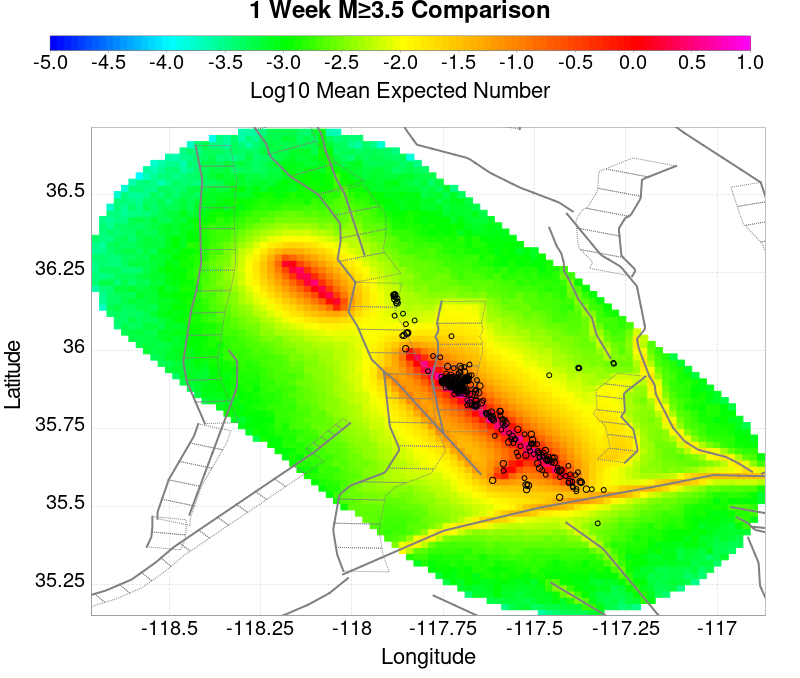 1 Week M≥3.5 Comparison
-5.0 -4.5 -4.0 -3.5 -3.0 -2.5 -2.0 -1.5 -1.0 -0.5 0.0 0.5 1.0
Log10 Mean Expected Number
36.5
36.25
36
35.75
35.5
35.25
Latitude
-118.5 -118.25 -118 -117.75 -117.5 -117.25 -117
Longitude